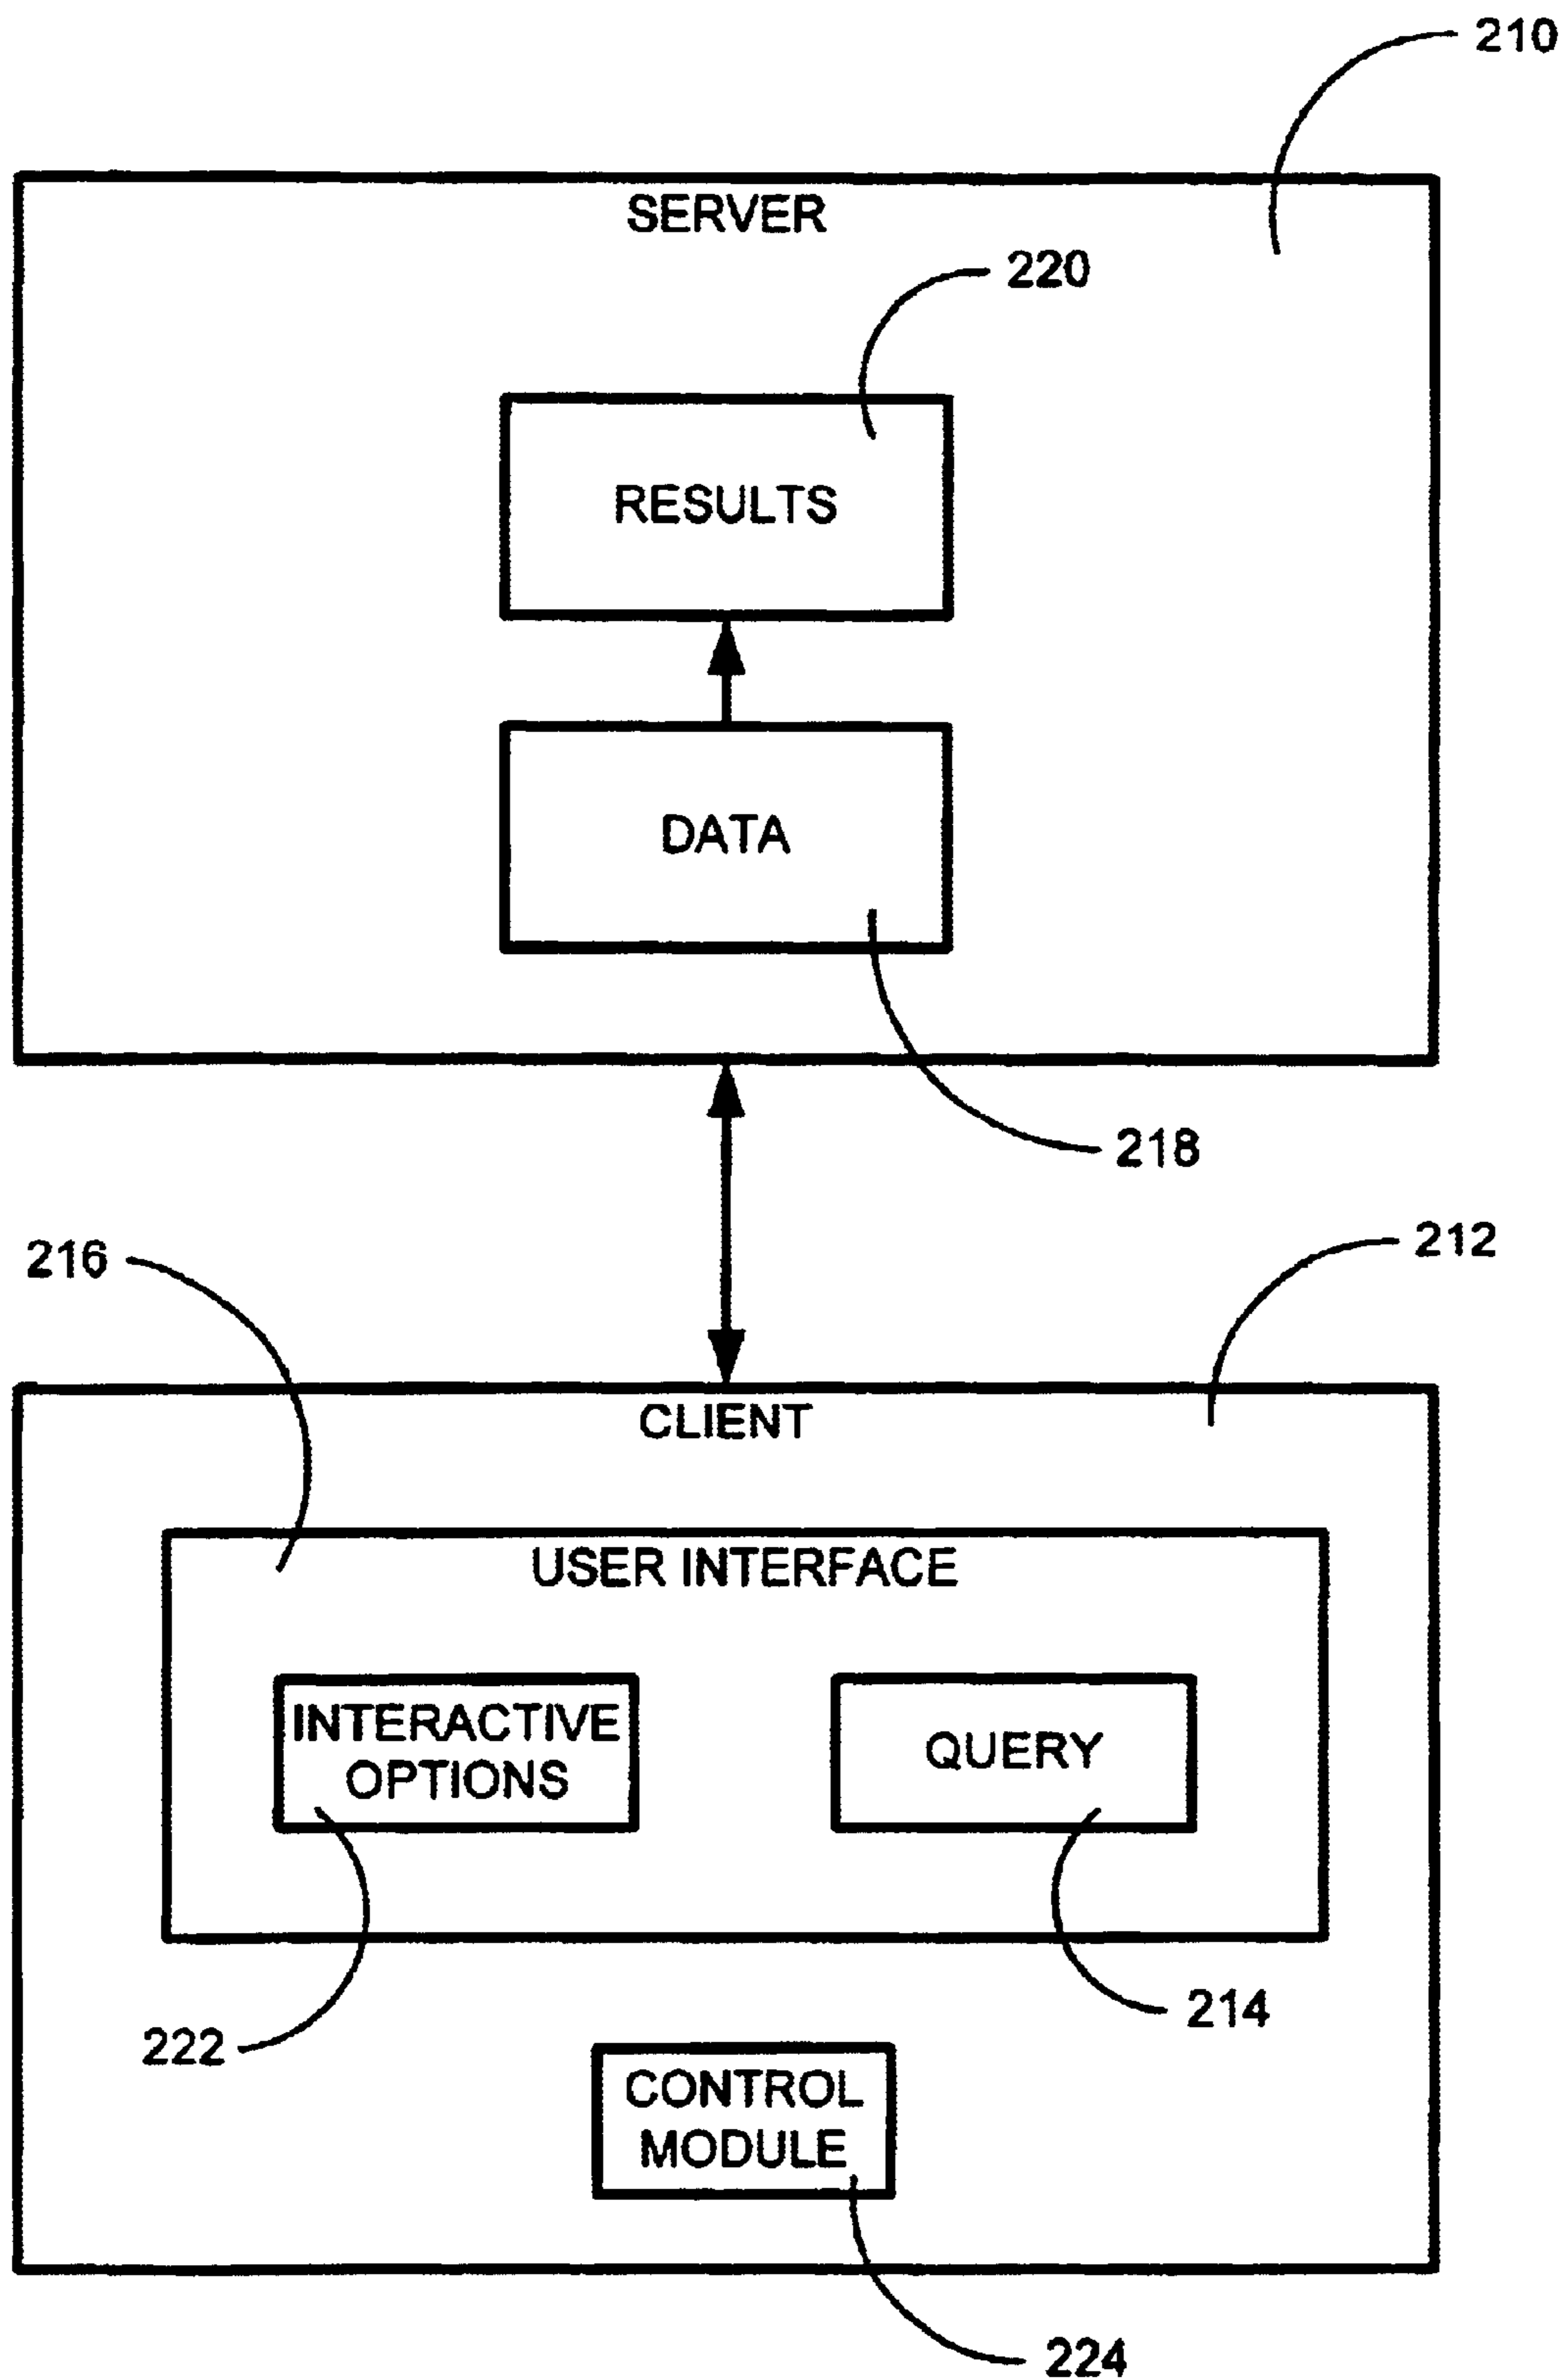 210
SERVER
220
RESULTS
DATA
218
216
212
CLIENT
USER INTERFACE
INTERACTIVE
OPTIONS
QUERY
222
214
CONTROL
MODULE
224